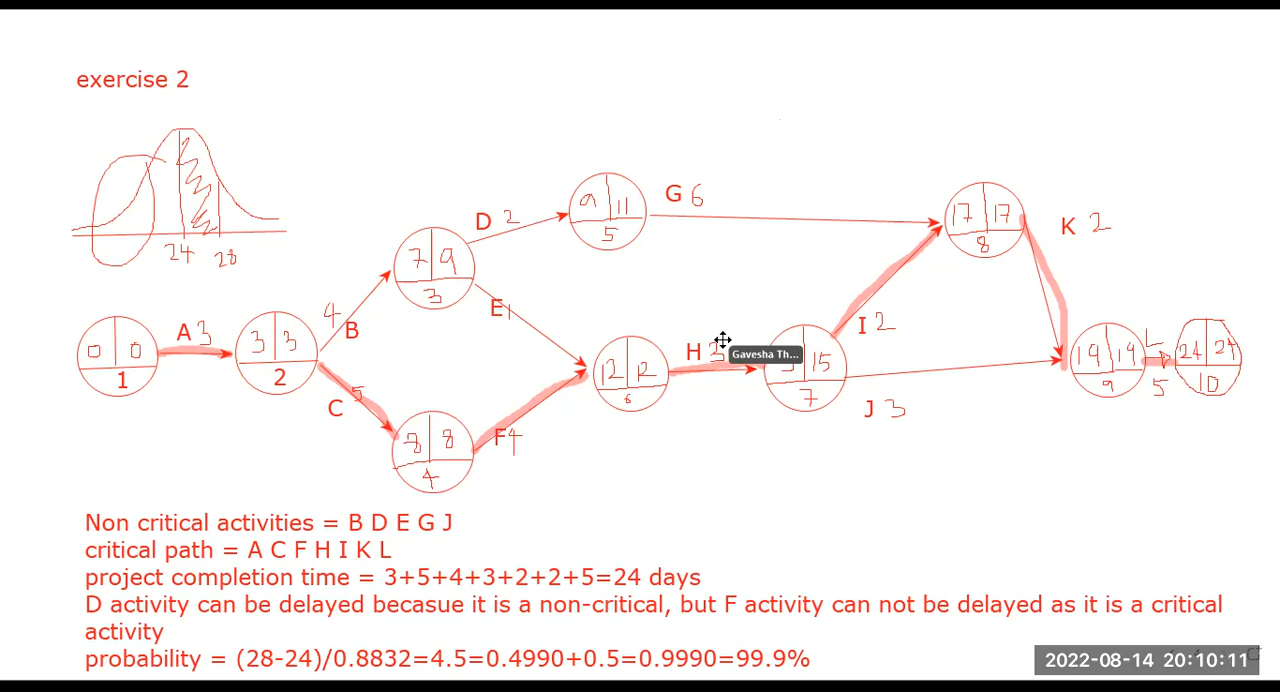 exercise 2
24 28
A 3
B 4
C 5
D 2
E 1
F 4
G 6
H 3
I 2
J 3
K 2
L 5
0 0 1
3 3 2
7 9 3
8 8 4
9 11 5
12 12 6
15 7
17 17 8
19 19 9
24 24 10
Gavesha Th...
Non critical activities = B D E G J
critical path = A C F H I K L
project completion time = 3+5+4+3+2+2+5=24 days
D activity can be delayed becasue it is a non-critical, but F activity can not be delayed as it is a critical
activity
probability = (28-24)/0.8832=4.5=0.4990+0.5=0.9990=99.9%
2022-08-14 20:10:11